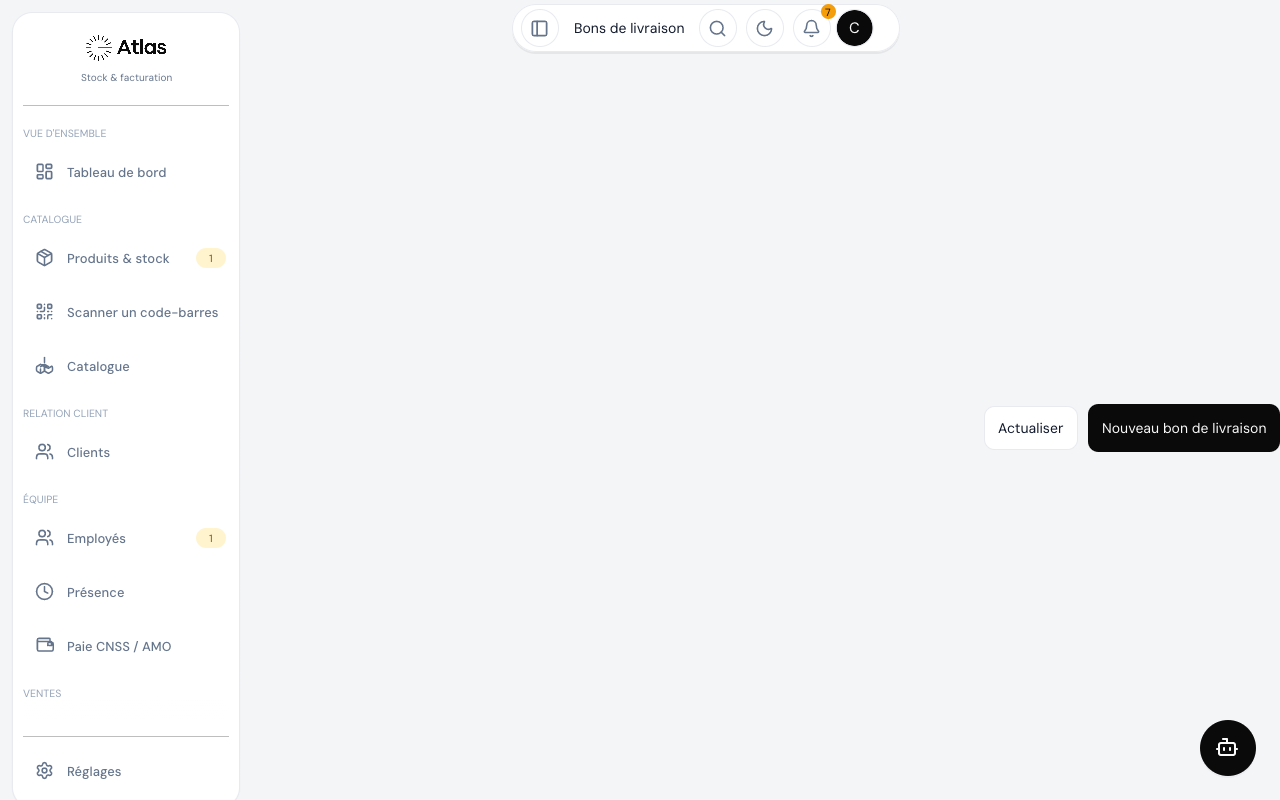 Atlas
Stock & facturation
VUE D'ENSEMBLE
Tableau de bord
CATALOGUE
Produits & stock 1
Scanner un code-barres
Catalogue
RELATION CLIENT
Clients
ÉQUIPE
Employés 1
Présence
Paie CNSS / AMO
VENTES
Réglages
Bons de livraison
7
C
Actualiser
Nouveau bon de livraison